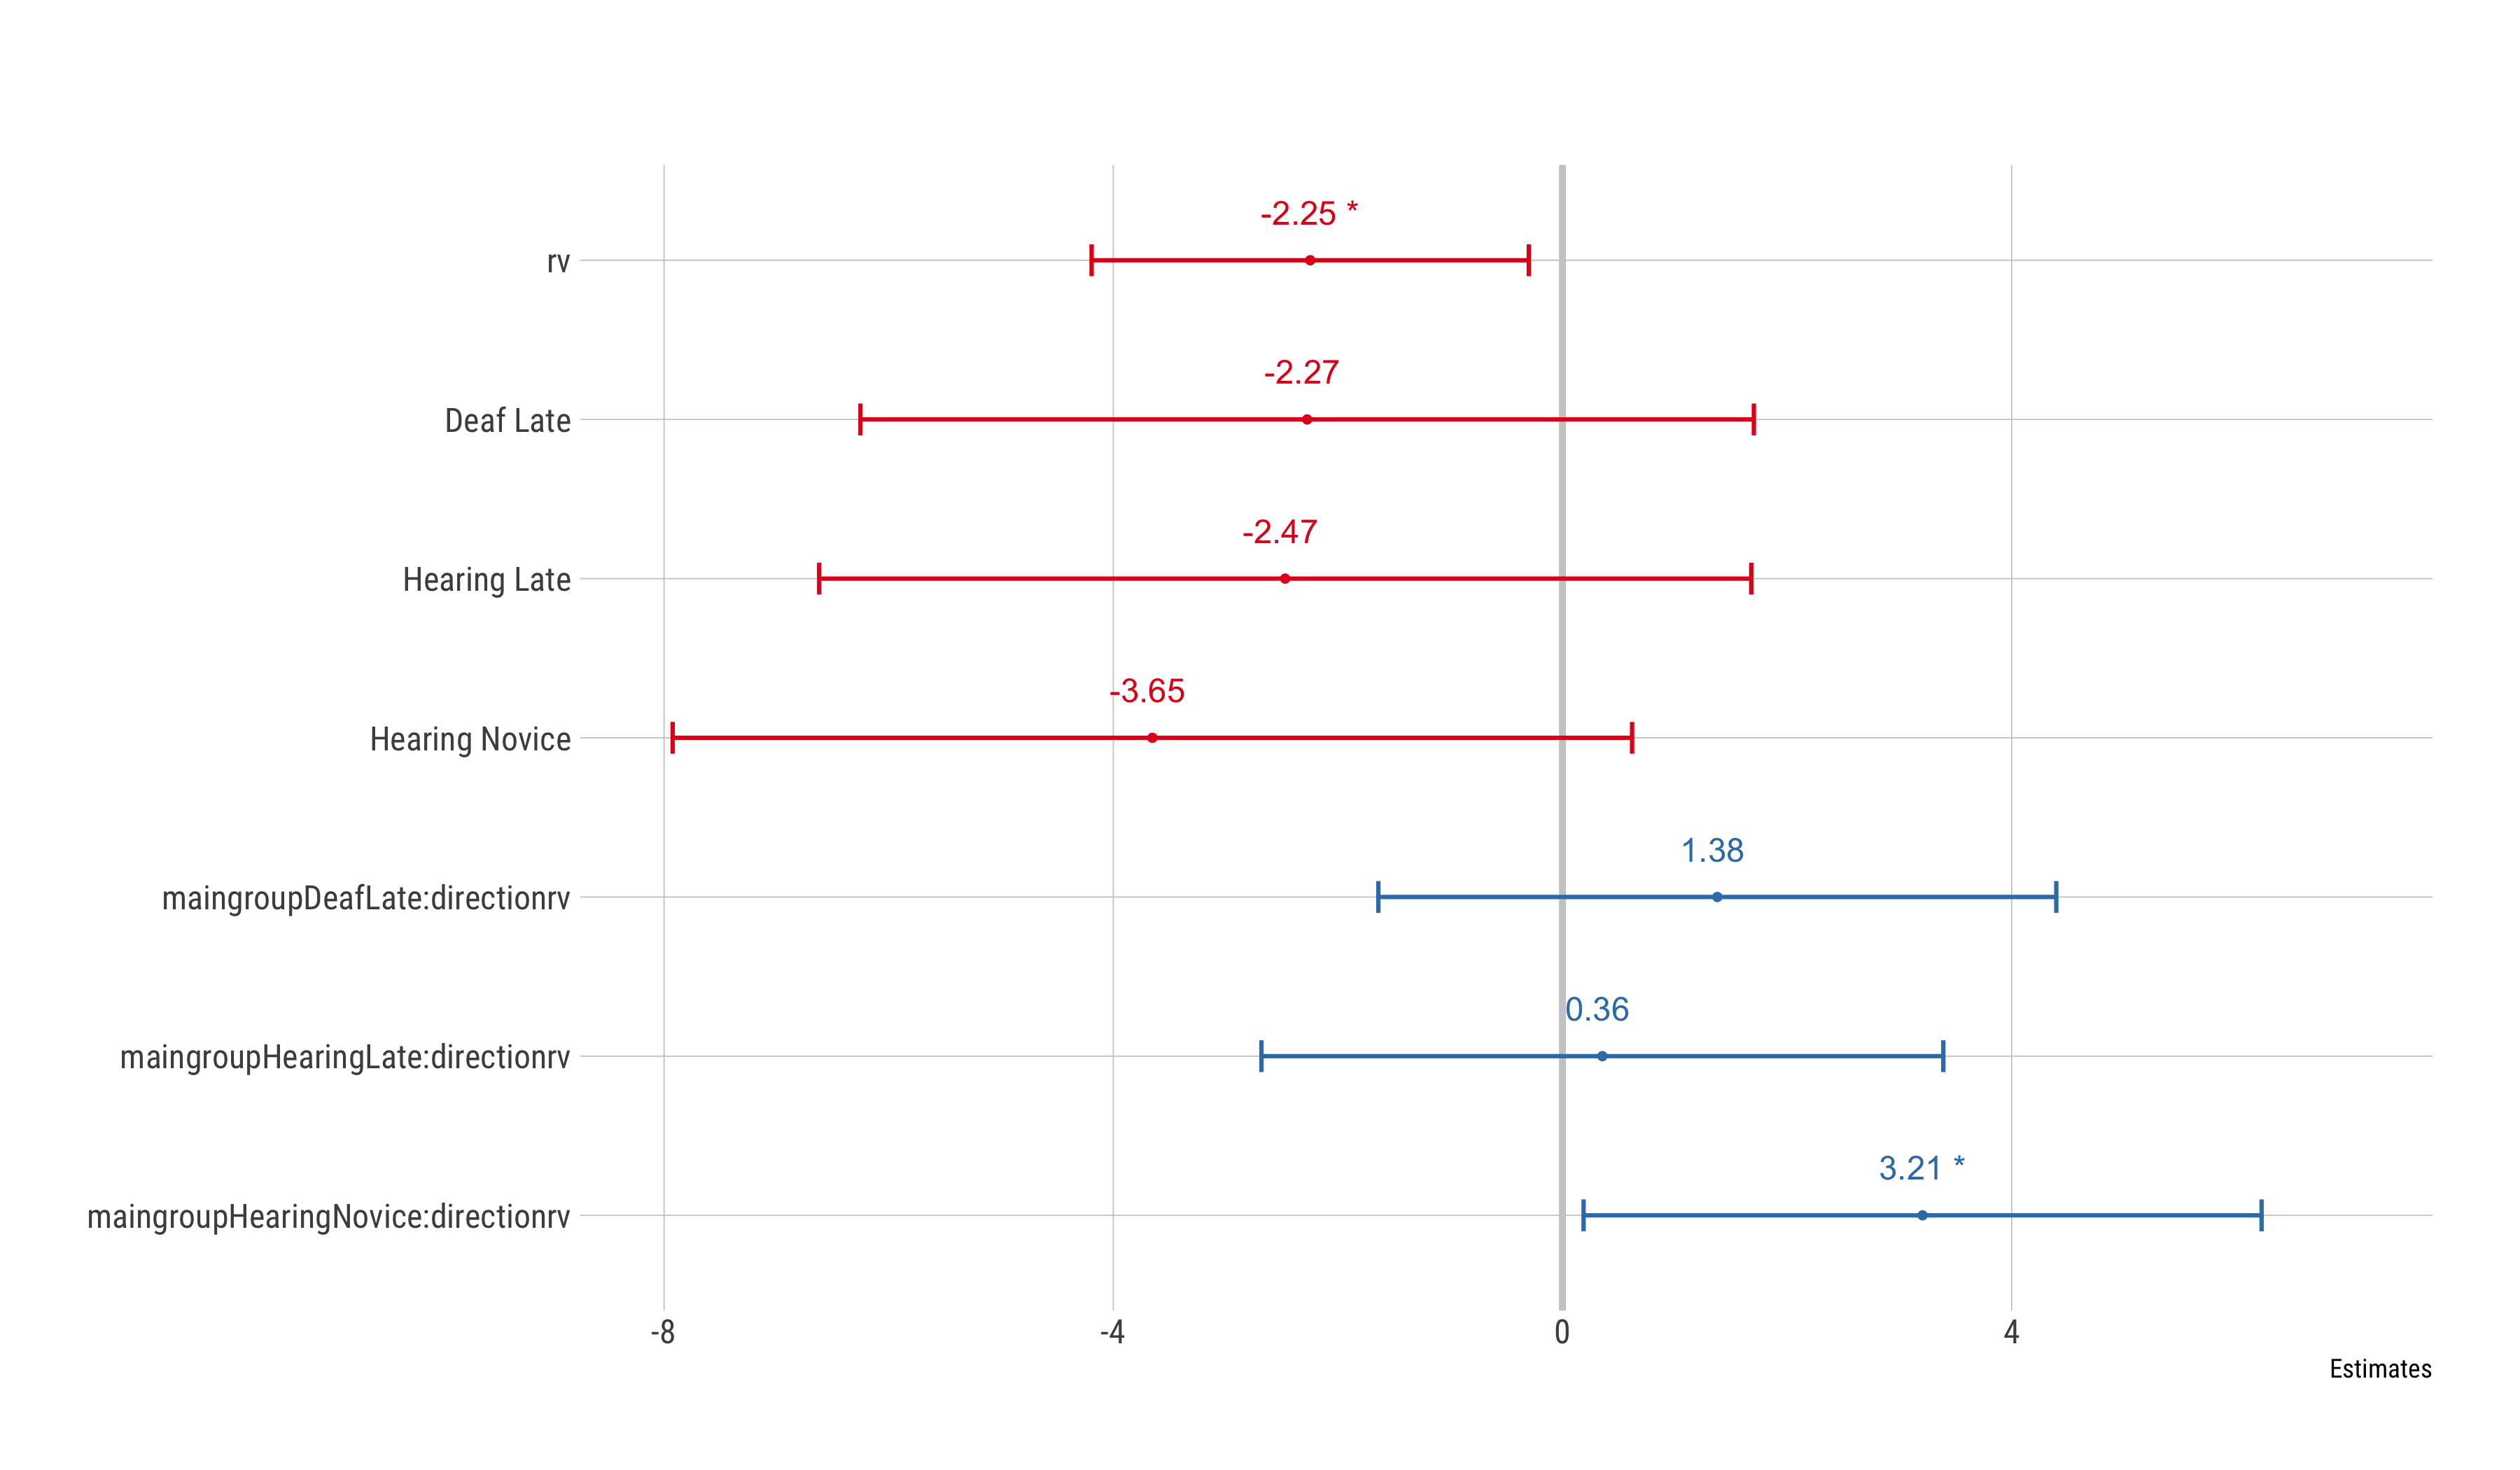 -2.25 *
rv
-2.27
Deaf Late
-2.47
Hearing Late
-3.65
Hearing Novice
1.38
maingroupDeafLate:directionrv
0.36
maingroupHearingLate:directionrv
3.21 *
maingroupHearingNovice:directionrv
-8 -4 0 4
Estimates